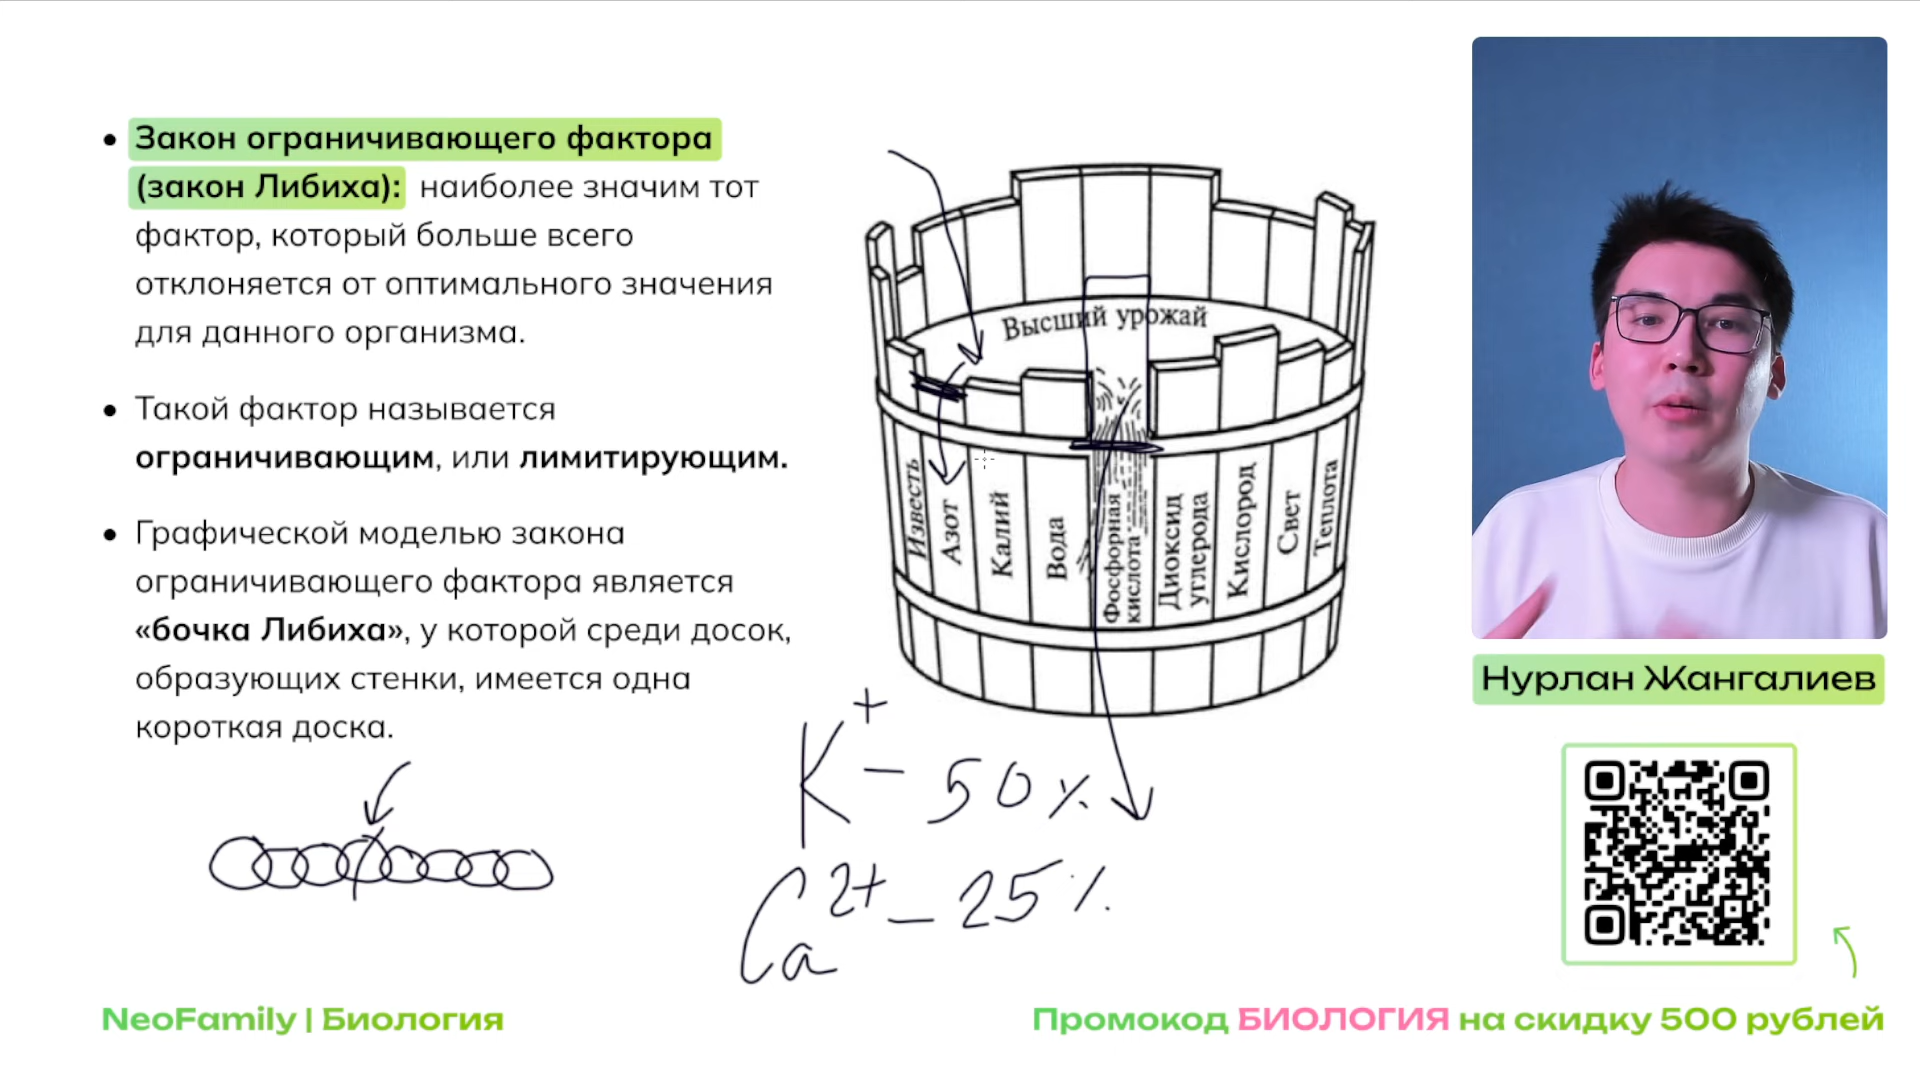 Закон ограничивающего фактора
(закон Либиха): наиболее значим тот
фактор, который больше всего
отклоняется от оптимального значения
для данного организма.
Такой фактор называется
ограничивающим, или лимитирующим.
Графической моделью закона
ограничивающего фактора является
«бочка Либиха», у которой среди досок,
образующих стенки, имеется одна
короткая доска.
Высший урожай
Известь
Азот
Калий
Вода
Фосфорная
кислота
Диоксид
углерода
Кислород
Свет
Теплота
K+ – 50%
Ca2+ – 25%
Нурлан Жангалиев
NeoFamily | Биология
Промокод БИОЛОГИЯ на скидку 500 рублей